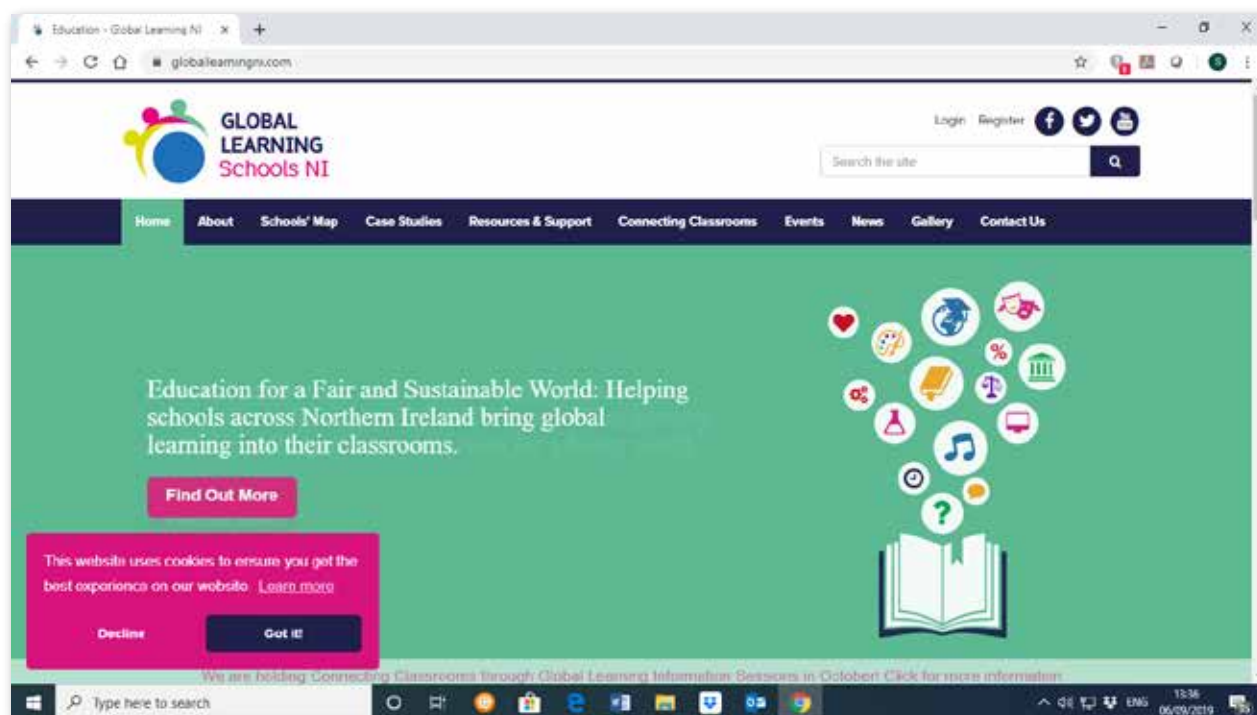 Education - Global Learning NI
globallearningni.com
GLOBAL
LEARNING
Schools NI
Login Register
Search the site
Home About Schools' Map Case Studies Resources & Support Connecting Classrooms Events News Gallery Contact Us
Education for a Fair and Sustainable World: Helping
schools across Northern Ireland bring global
learning into their classrooms.
Find Out More
This website uses cookies to ensure you get the
best experience on our website Learn more
Decline Got it!
We are holding Connecting Classrooms through Global Learning Information Sessions in October! Click for more information
Type here to search
ENG
13:36
06/09/2019